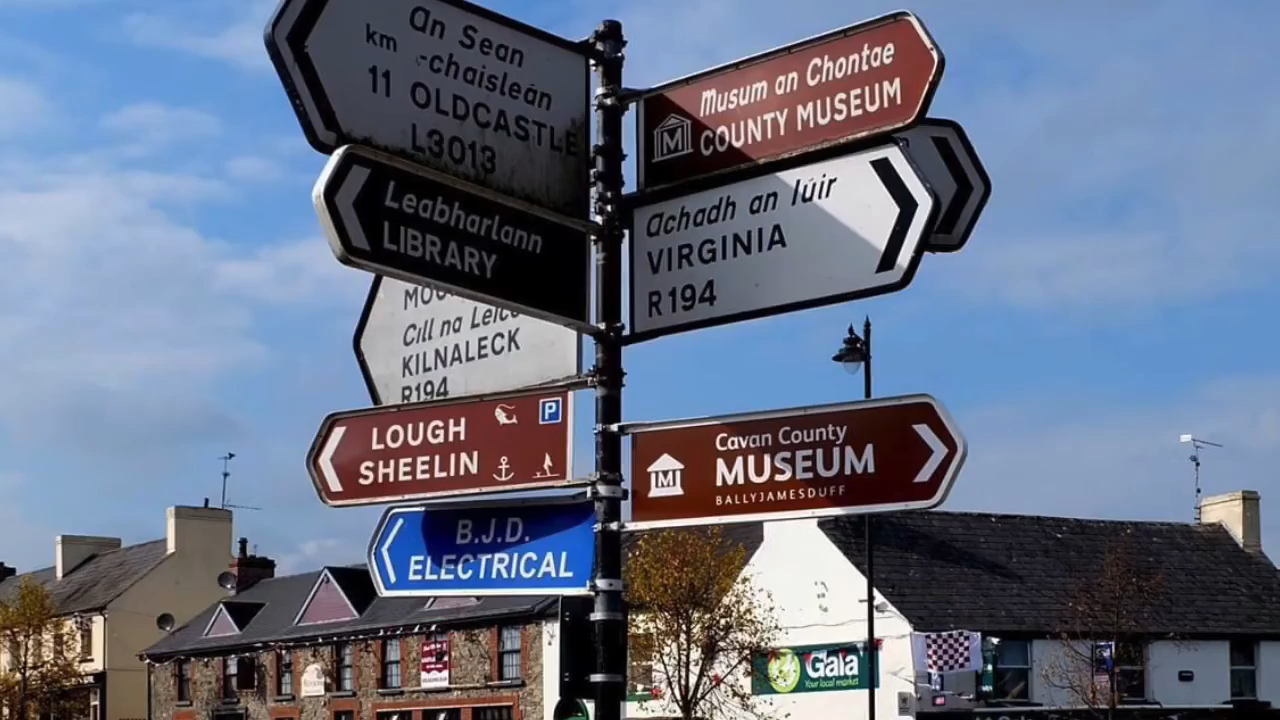 An Sean
km -chaisleán
11 OLDCASTLE
L3013
Leabharlann
LIBRARY
Cill na Leice
KILNALECK
R194
LOUGH
SHEELIN
P
B.J.D.
ELECTRICAL
Musum an Chontae
M COUNTY MUSEUM
Achadh an Iúir
VIRGINIA
R194
Cavan County
M MUSEUM
BALLYJAMESDUFF
Gala
Your local market